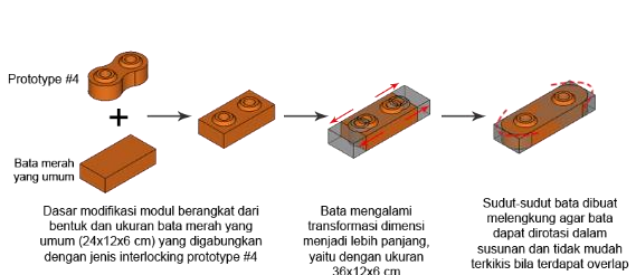 Prototype #4
+
Bata merah
yang umum
Dasar modifikasi modul berangkat dari
bentuk dan ukuran bata merah yang
umum (24x12x6 cm) yang digabungkan
dengan jenis interlocking prototype #4
Bata mengalami
transformasi dimensi
menjadi lebih panjang,
yaitu dengan ukuran
36x12x6 cm
Sudut-sudut bata dibuat
melengkung agar bata
dapat dirotasi dalam
susunan dan tidak mudah
terkikis bila terdapat overlap